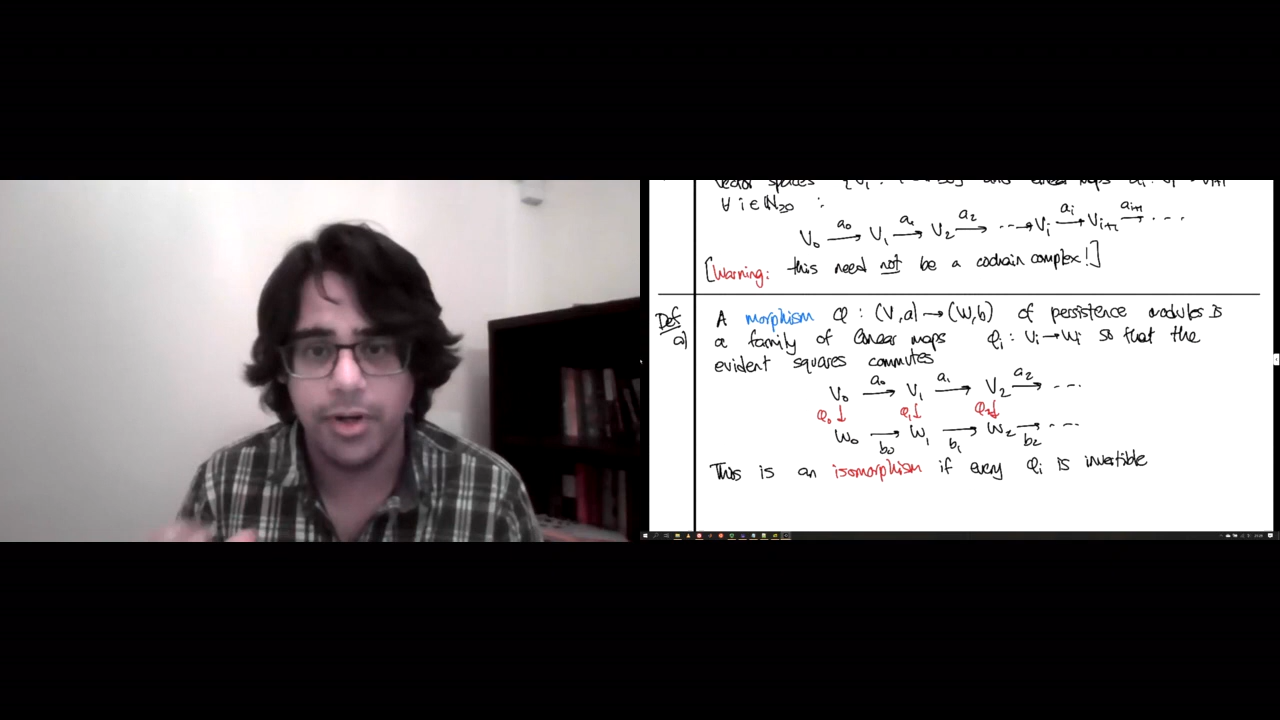 vector spaces
∀ i ∈ ℕ≥0 :
V₀ →a₀ V₁ →a₁ V₂ →a₂ ··· → Vᵢ →aᵢ Vᵢ₊₁ →aᵢ₊₁ ···
[Warning: this need not be a cochain complex!]
Def A morphism φ : (V,a) → (W,b) of persistence modules is
a) a family of linear maps φᵢ : Vᵢ → Wᵢ so that the
evident squares commutes
V₀ →a₀ V₁ →a₁ V₂ →a₂ ···
φ₀↓ φ₁↓ φ₂↓
W₀ →b₀ W₁ →b₁ W₂ →b₂ ···
This is an isomorphism if every φᵢ is invertible